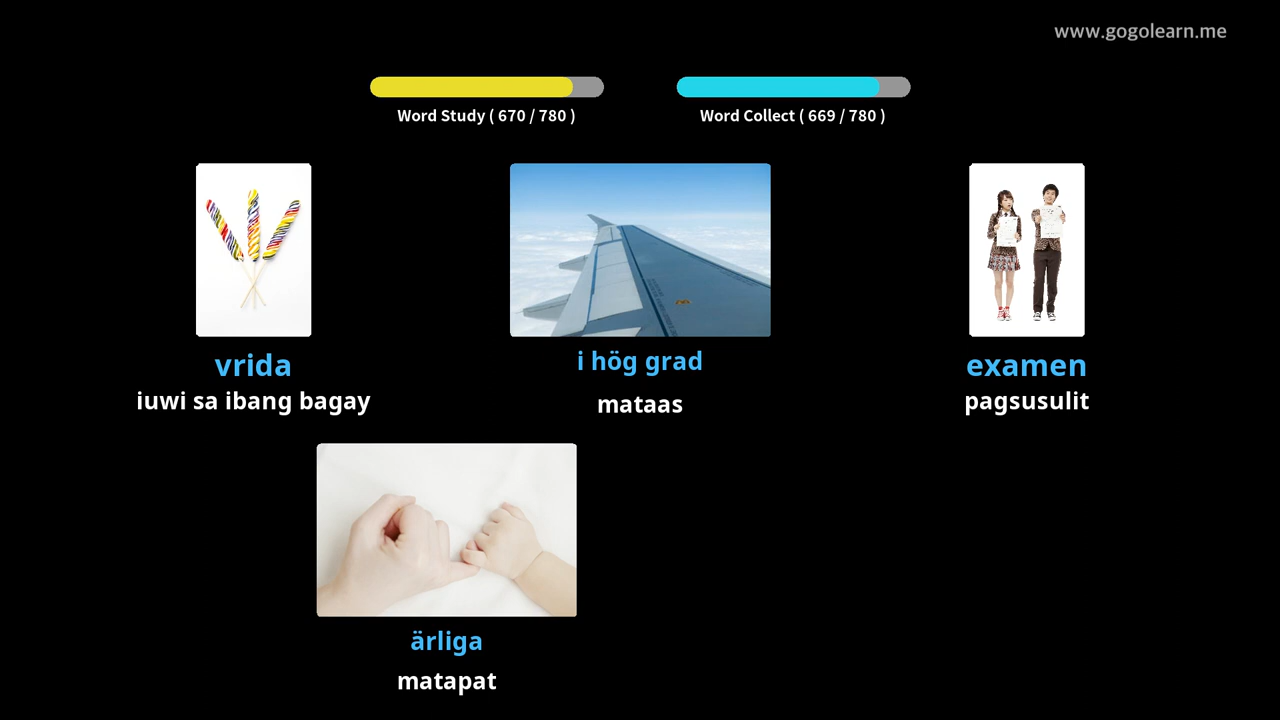 www.gogolearn.me
Word Study ( 670 / 780 )
Word Collect ( 669 / 780 )
vrida
iuwi sa ibang bagay
i hög grad
mataas
examen
pagsusulit
ärliga
matapat